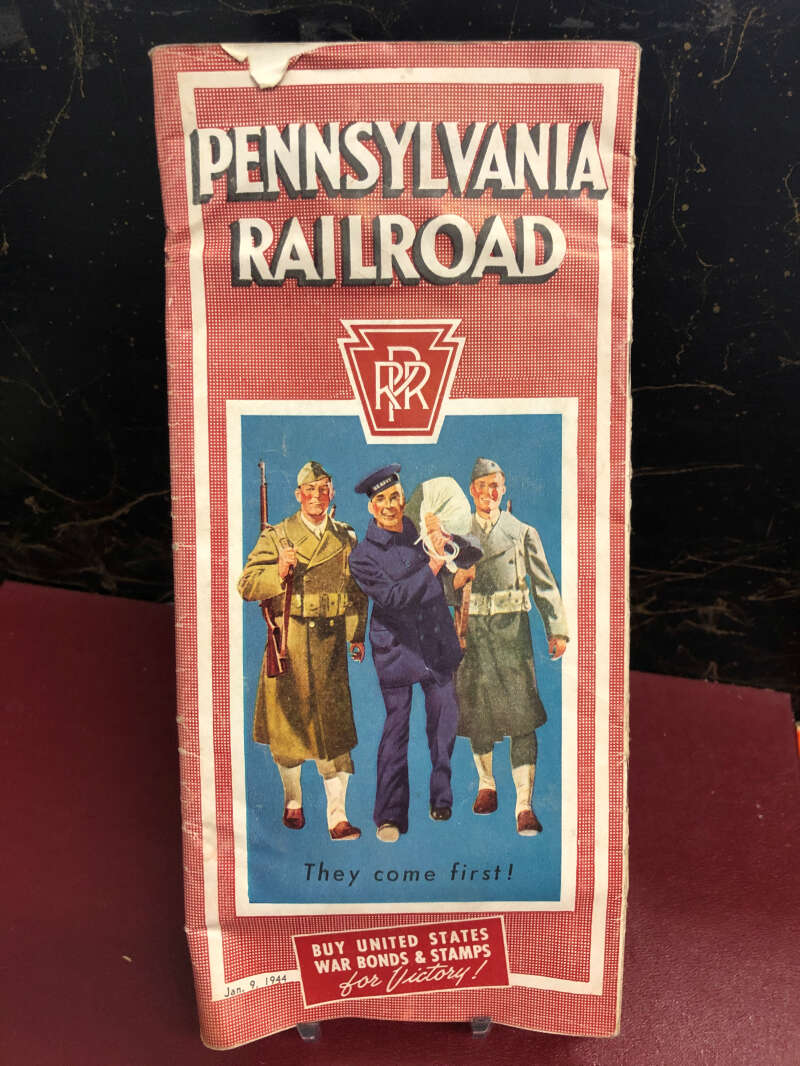 PENNSYLVANIA
RAILROAD
PRR
They come first!
BUY UNITED STATES
WAR BONDS & STAMPS
for Victory!
Jan. 9 1944